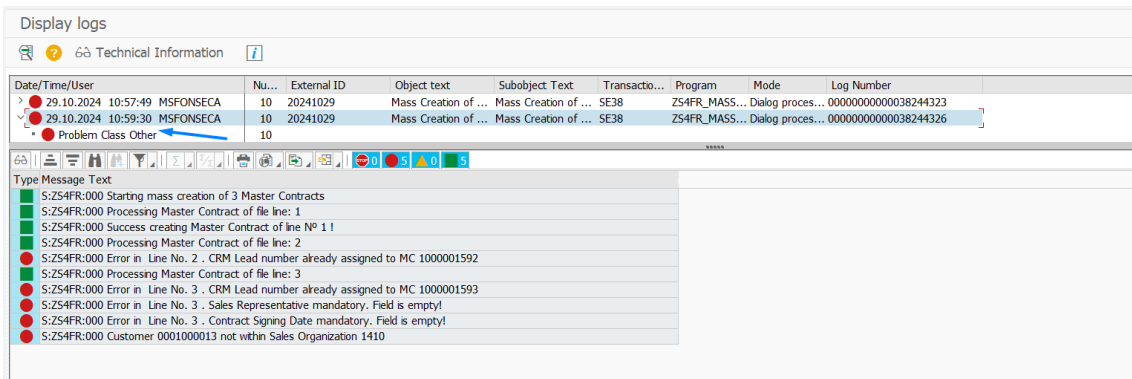 Display logs
Technical Information
Date/Time/User Nu... External ID Object text Subobject Text Transactio... Program Mode Log Number
29.10.2024 10:57:49 MSFONSECA 10 20241029 Mass Creation of ... Mass Creation of ... SE38 ZS4FR_MASS... Dialog proces... 00000000000038244323
29.10.2024 10:59:30 MSFONSECA 10 20241029 Mass Creation of ... Mass Creation of ... SE38 ZS4FR_MASS... Dialog proces... 00000000000038244326
Problem Class Other 10
STOP 0 5 0 5
Type Message Text
S:ZS4FR:000 Starting mass creation of 3 Master Contracts
S:ZS4FR:000 Processing Master Contract of file line: 1
S:ZS4FR:000 Success creating Master Contract of line Nº 1 !
S:ZS4FR:000 Processing Master Contract of file line: 2
S:ZS4FR:000 Error in Line No. 2 . CRM Lead number already assigned to MC 1000001592
S:ZS4FR:000 Processing Master Contract of file line: 3
S:ZS4FR:000 Error in Line No. 3 . CRM Lead number already assigned to MC 1000001593
S:ZS4FR:000 Error in Line No. 3 . Sales Representative mandatory. Field is empty!
S:ZS4FR:000 Error in Line No. 3 . Contract Signing Date mandatory. Field is empty!
S:ZS4FR:000 Customer 0001000013 not within Sales Organization 1410